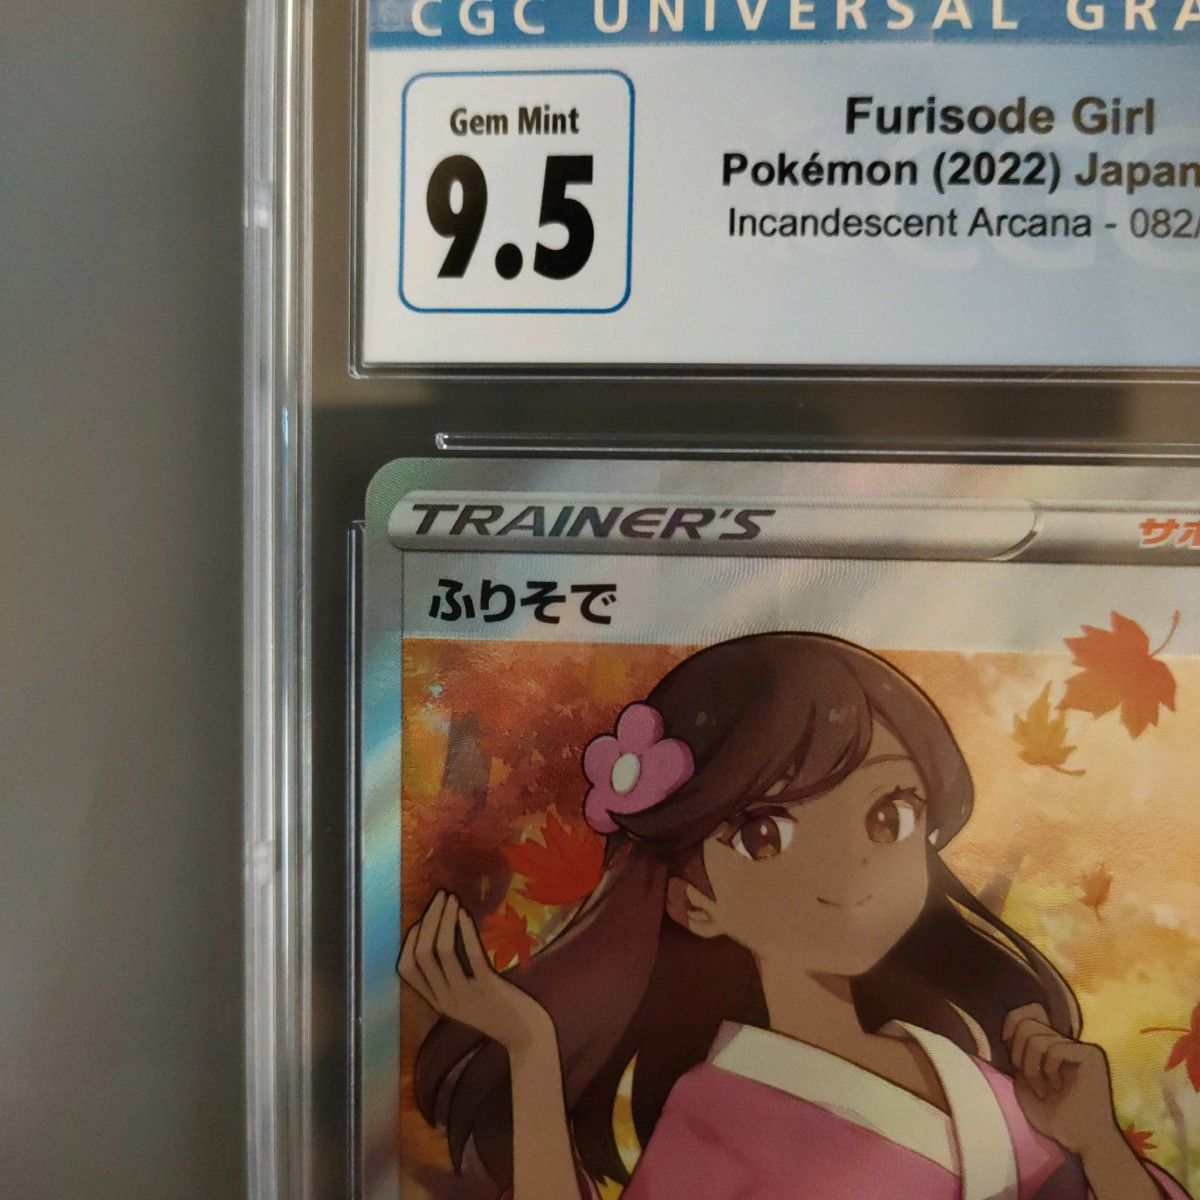 CGC UNIVERSAL GRA
Gem Mint
9.5
Furisode Girl
Pokémon (2022) Japan
Incandescent Arcana - 082/
TRAINER'S
サポ
ふりそで